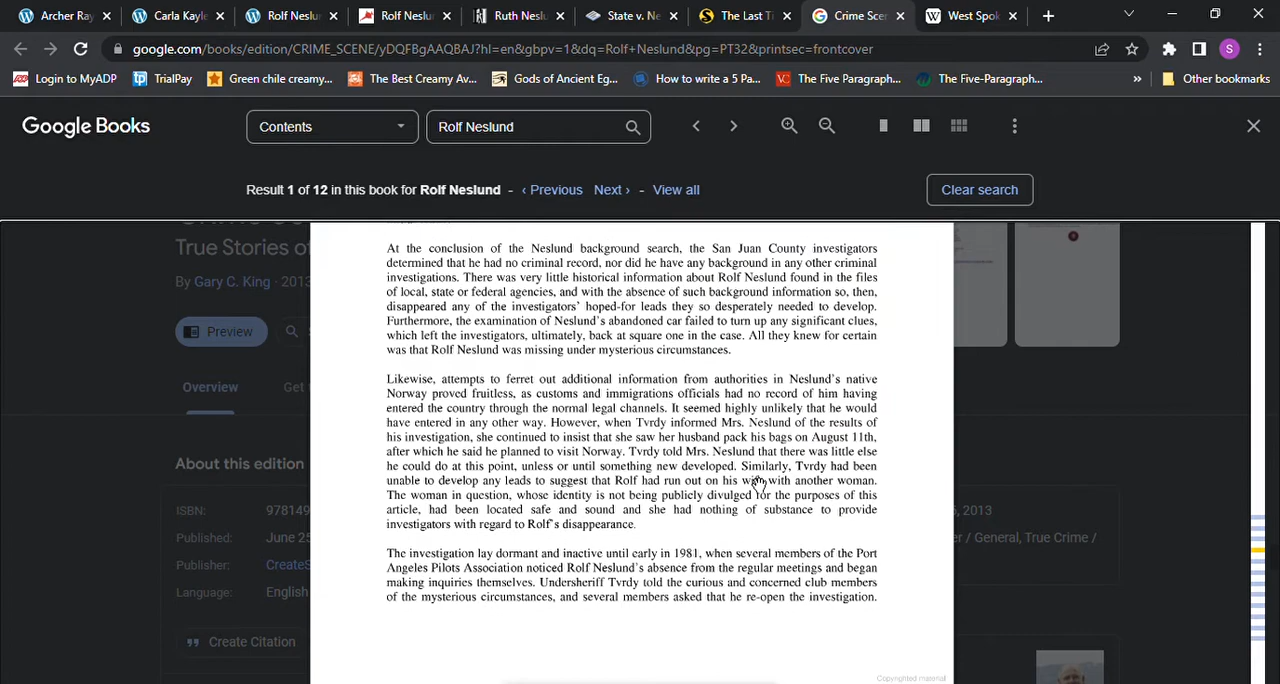 Archer Ray
Carla Kayle
Rolf Neslun
Rolf Neslu
Ruth Neslu
State v. Ne
The Last Ti
Crime Scen
West Spok
google.com/books/edition/CRIME_SCENE/yDQFBgAAQBAJ?hl=en&gbpv=1&dq=Rolf+Neslund&pg=PT32&printsec=frontcover
S
Login to MyADP
TrialPay
Green chile creamy...
The Best Creamy Av...
Gods of Ancient Eg...
How to write a 5 Pa...
The Five Paragraph...
The Five-Paragraph...
»
Other bookmarks
Google Books
Contents
Rolf Neslund
Result 1 of 12 in this book for Rolf Neslund - ‹ Previous Next › - View all
Clear search
True Stories of
By Gary C. King · 2013
Preview
Overview
Get
About this edition
ISBN:
Published:
June 25
Publisher:
CreateS
Language:
English
Create Citation
5, 2013
er / General, True Crime /
At the conclusion of the Neslund background search, the San Juan County investigators
determined that he had no criminal record, nor did he have any background in any other criminal
investigations. There was very little historical information about Rolf Neslund found in the files
of local, state or federal agencies, and with the absence of such background information so, then,
disappeared any of the investigators' hoped-for leads they so desperately needed to develop.
Furthermore, the examination of Neslund's abandoned car failed to turn up any significant clues,
which left the investigators, ultimately, back at square one in the case. All they knew for certain
was that Rolf Neslund was missing under mysterious circumstances.
Likewise, attempts to ferret out additional information from authorities in Neslund's native
Norway proved fruitless, as customs and immigrations officials had no record of him having
entered the country through the normal legal channels. It seemed highly unlikely that he would
have entered in any other way. However, when Tvrdy informed Mrs. Neslund of the results of
his investigation, she continued to insist that she saw her husband pack his bags on August 11th,
after which he said he planned to visit Norway. Tvrdy told Mrs. Neslund that there was little else
he could do at this point, unless or until something new developed. Similarly, Tvrdy had been
unable to develop any leads to suggest that Rolf had run out on his wife with another woman.
The woman in question, whose identity is not being publicly divulged for the purposes of this
article, had been located safe and sound and she had nothing of substance to provide
investigators with regard to Rolf's disappearance.
The investigation lay dormant and inactive until early in 1981, when several members of the Port
Angeles Pilots Association noticed Rolf Neslund's absence from the regular meetings and began
making inquiries themselves. Undersheriff Tvrdy told the curious and concerned club members
of the mysterious circumstances, and several members asked that he re-open the investigation.
Copyrighted material